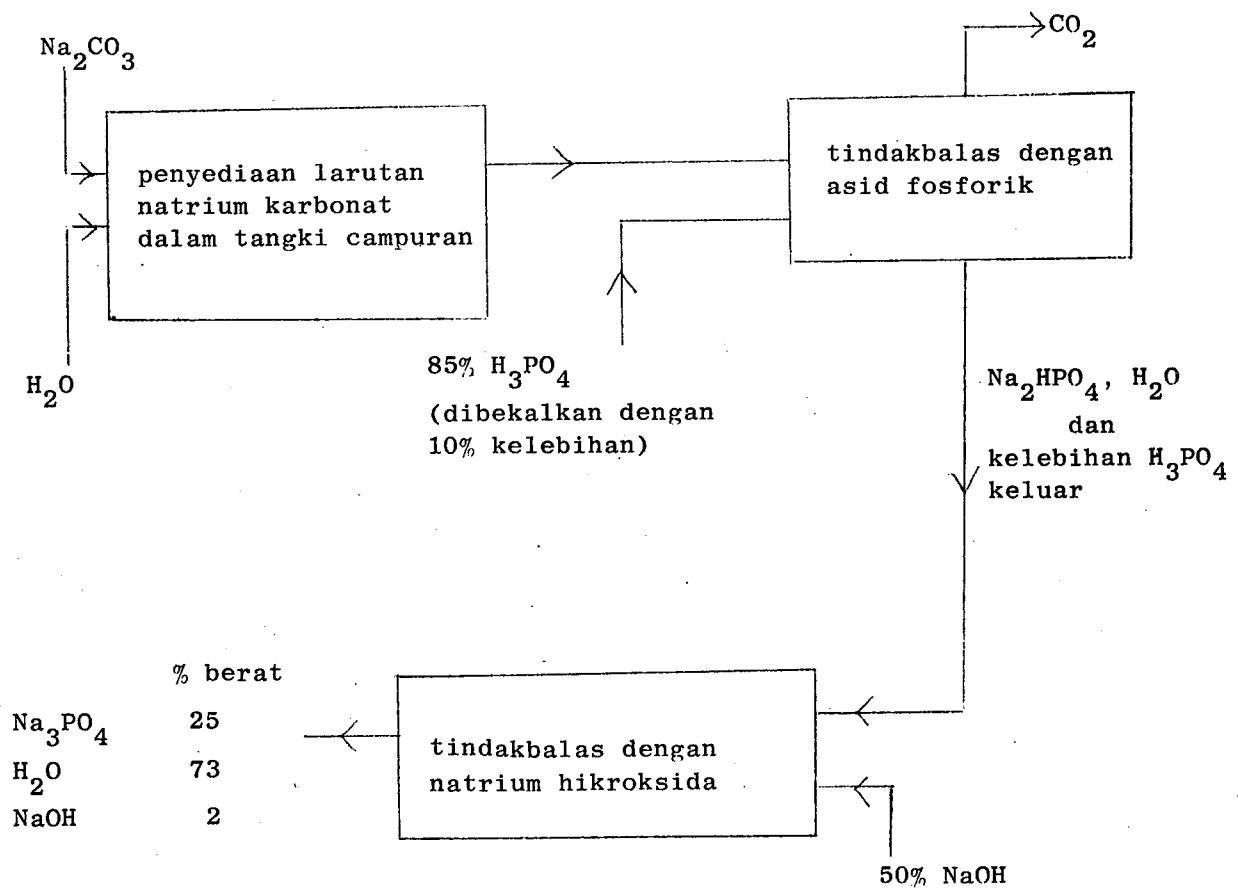 Na2CO3
H2O
penyediaan larutan
natrium karbonat
dalam tangki campuran
CO2
tindakbalas dengan
asid fosforik
85% H3PO4
(dibekalkan dengan
10% kelebihan)
Na2HPO4, H2O
dan
kelebihan H3PO4
keluar
% berat
Na3PO4 25
H2O 73
NaOH 2
tindakbalas dengan
natrium hikroksida
50% NaOH